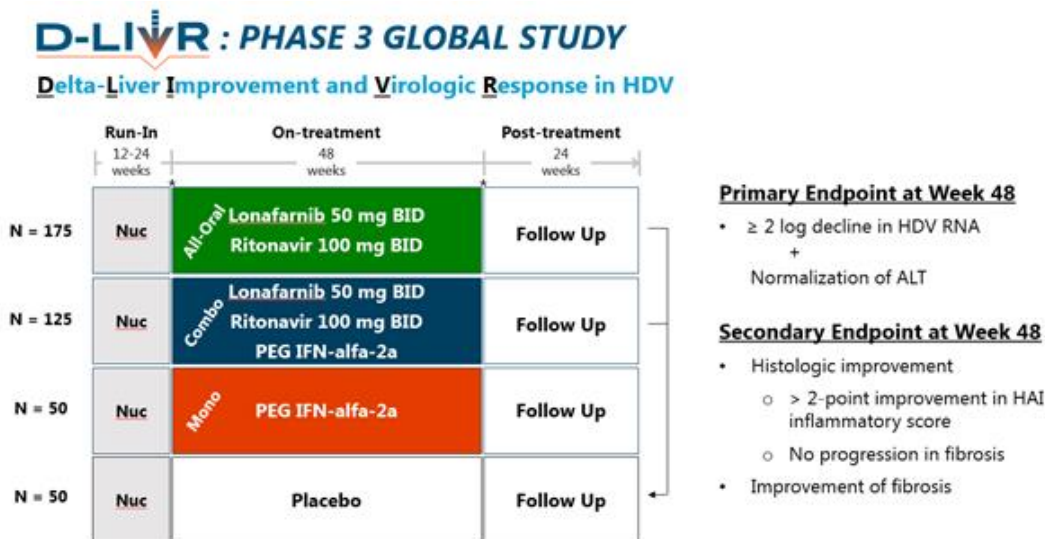 D-LIVR : PHASE 3 GLOBAL STUDY
Delta-Liver Improvement and Virologic Response in HDV
Run-In
12-24
weeks
On-treatment
48
weeks
Post-treatment
24
weeks
* *
N = 175
Nuc
All-Oral
Lonafarnib 50 mg BID
Ritonavir 100 mg BID
Follow Up
N = 125
Nuc
Combo
Lonafarnib 50 mg BID
Ritonavir 100 mg BID
PEG IFN-alfa-2a
Follow Up
N = 50
Nuc
Mono
PEG IFN-alfa-2a
Follow Up
N = 50
Nuc
Placebo
Follow Up
Primary Endpoint at Week 48
• ≥ 2 log decline in HDV RNA
+
Normalization of ALT
Secondary Endpoint at Week 48
• Histologic improvement
o > 2-point improvement in HAI
inflammatory score
o No progression in fibrosis
• Improvement of fibrosis